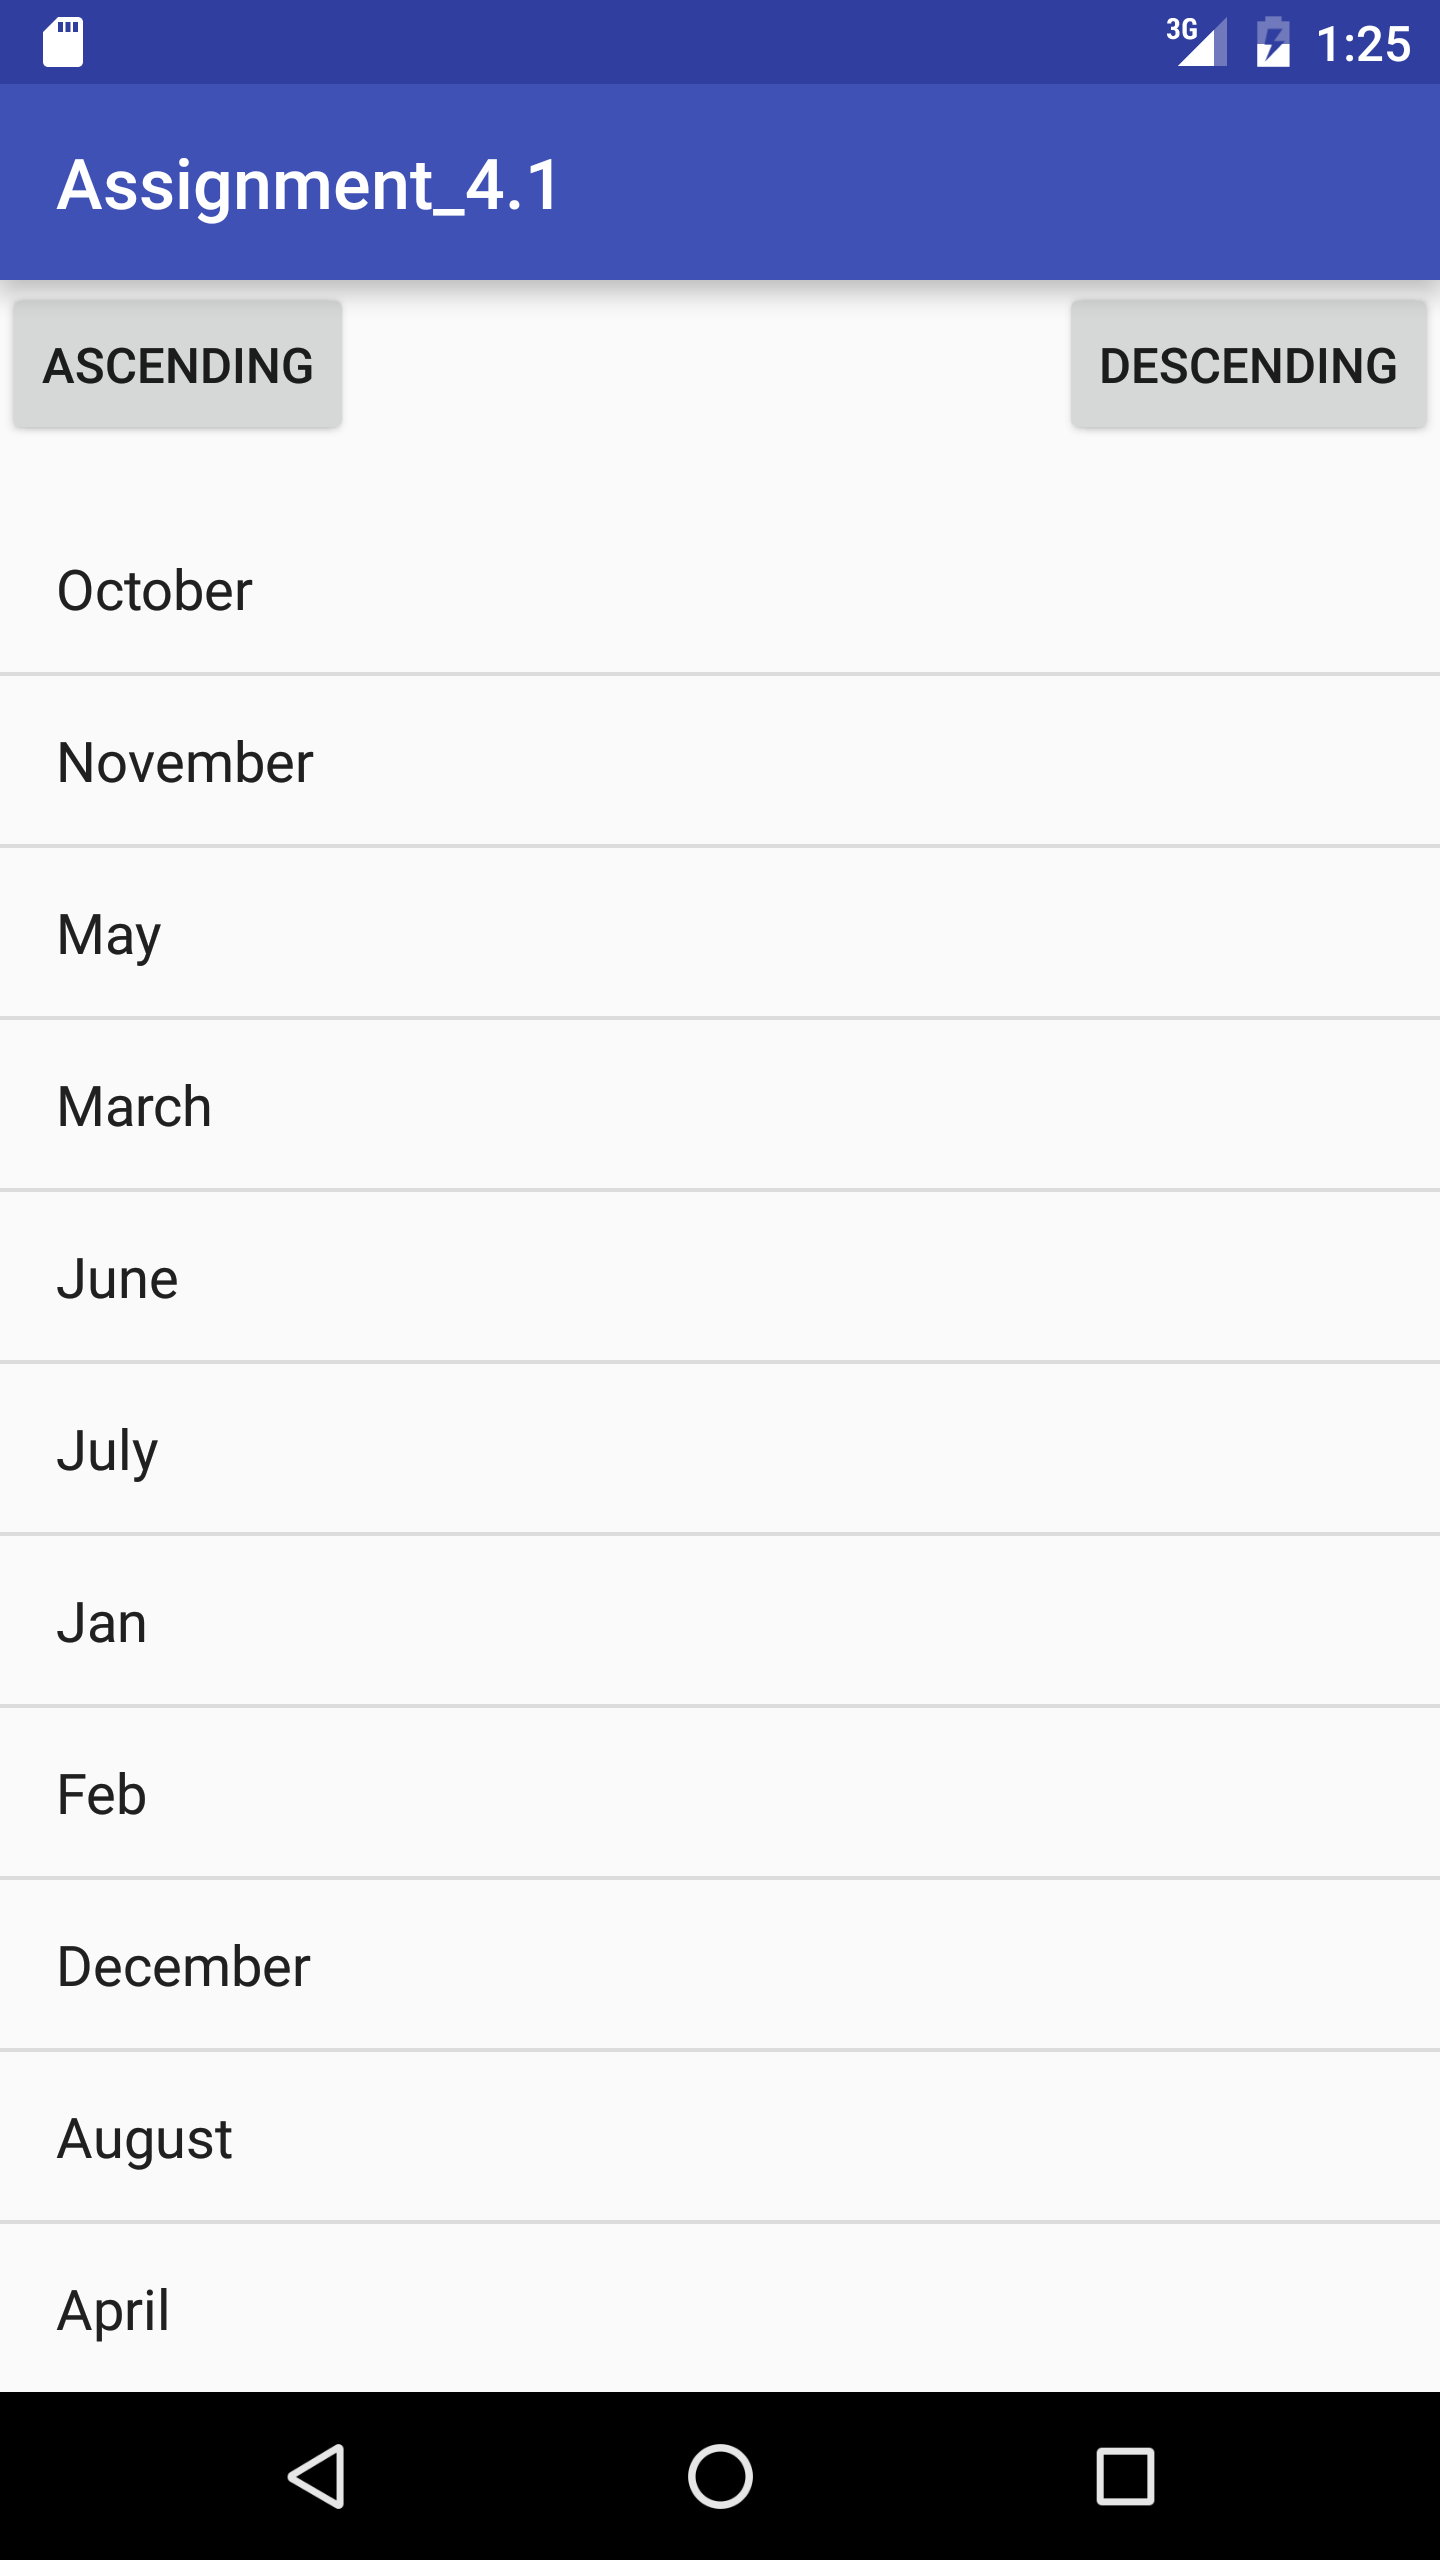 3G 1:25
Assignment_4.1
ASCENDING DESCENDING
October
November
May
March
June
July
Jan
Feb
December
August
April